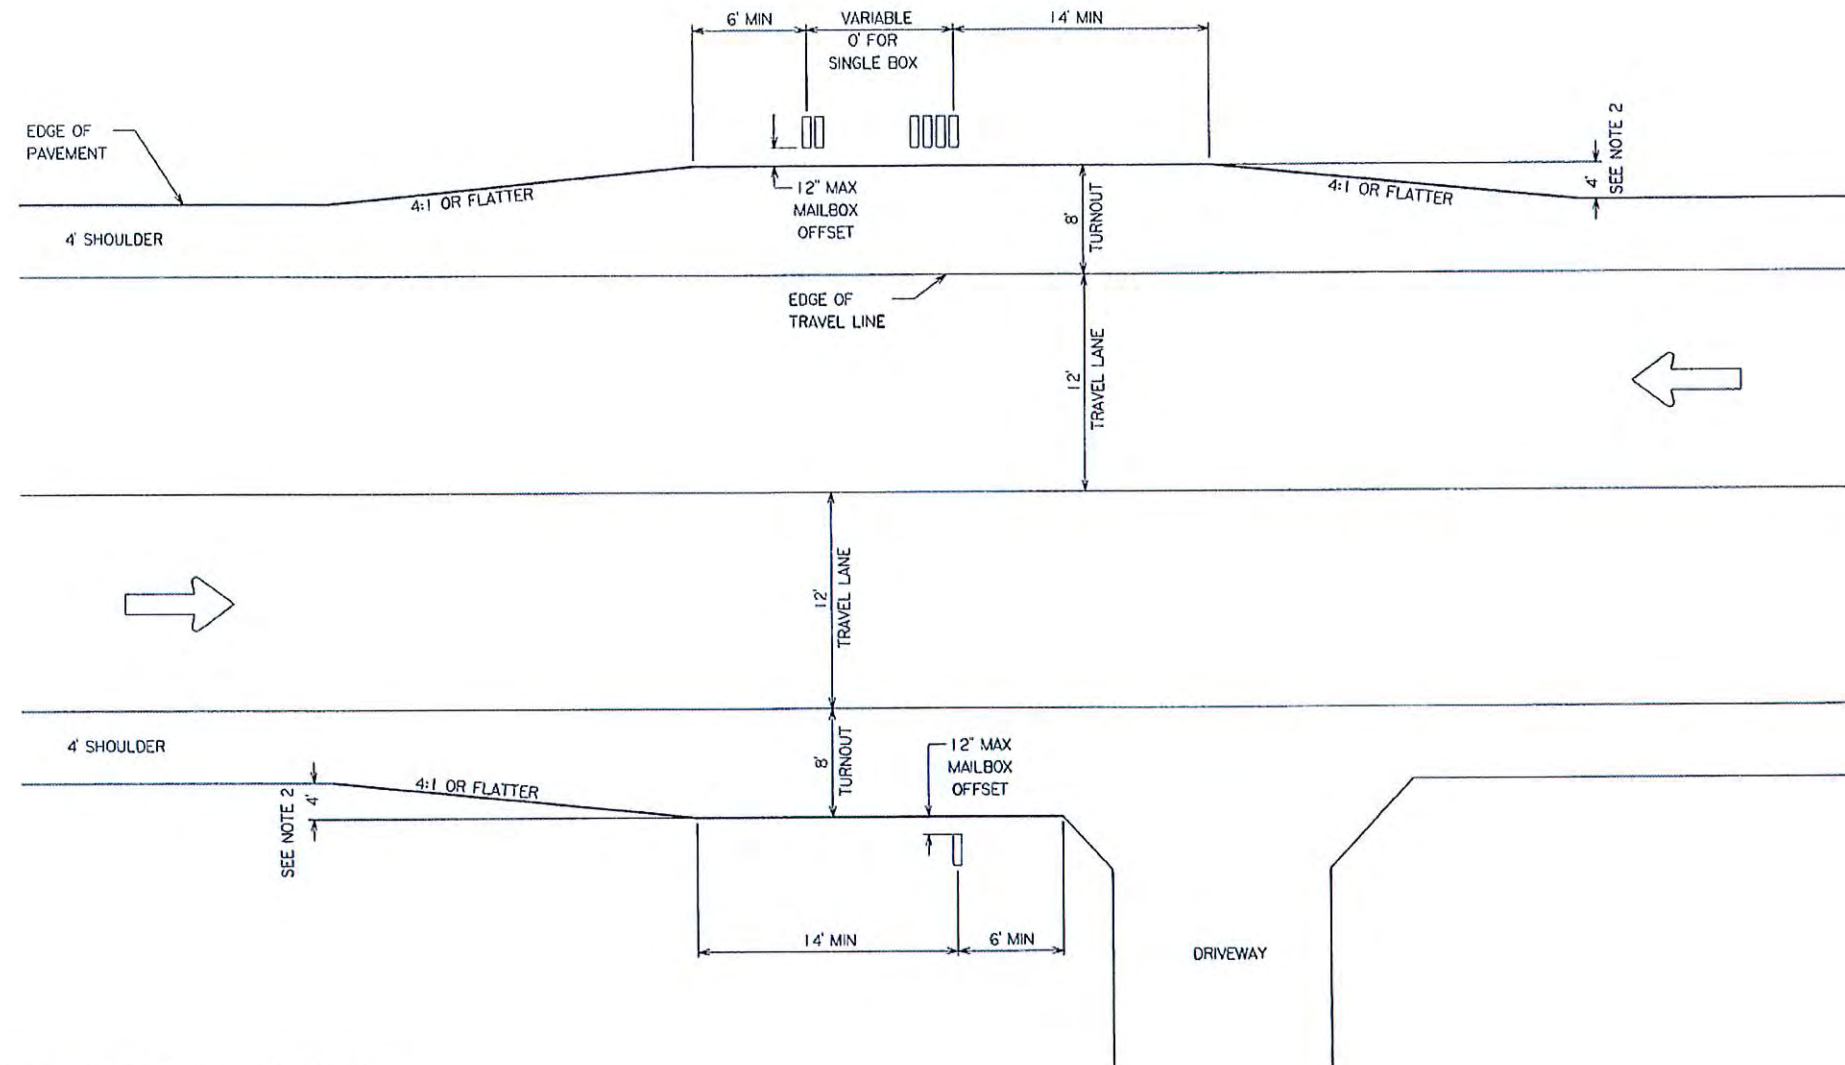 6' MIN
VARIABLE
0' FOR
SINGLE BOX
14' MIN
EDGE OF
PAVEMENT
4:1 OR FLATTER
12" MAX
MAILBOX
OFFSET
8'
TURNOUT
4:1 OR FLATTER
4'
SEE NOTE 2
4' SHOULDER
EDGE OF
TRAVEL LINE
12'
TRAVEL LANE
12'
TRAVEL LANE
4' SHOULDER
4:1 OR FLATTER
SEE NOTE 2
4'
8'
TURNOUT
12" MAX
MAILBOX
OFFSET
14' MIN
6' MIN
DRIVEWAY